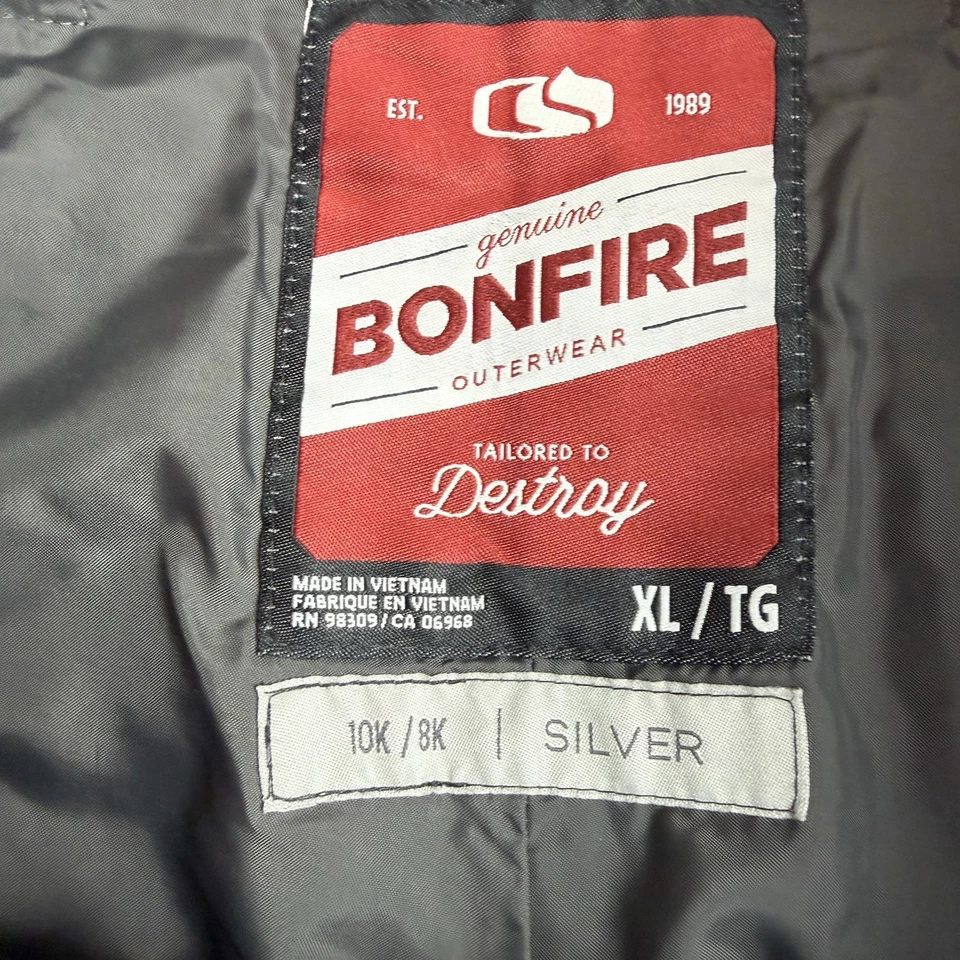 EST. 1989
genuine
BONFIRE
OUTERWEAR
TAILORED TO
Destroy
MADE IN VIETNAM
FABRIQUE EN VIETNAM
RN 98309 / CA 06968
XL / TG
10K / 8K | SILVER